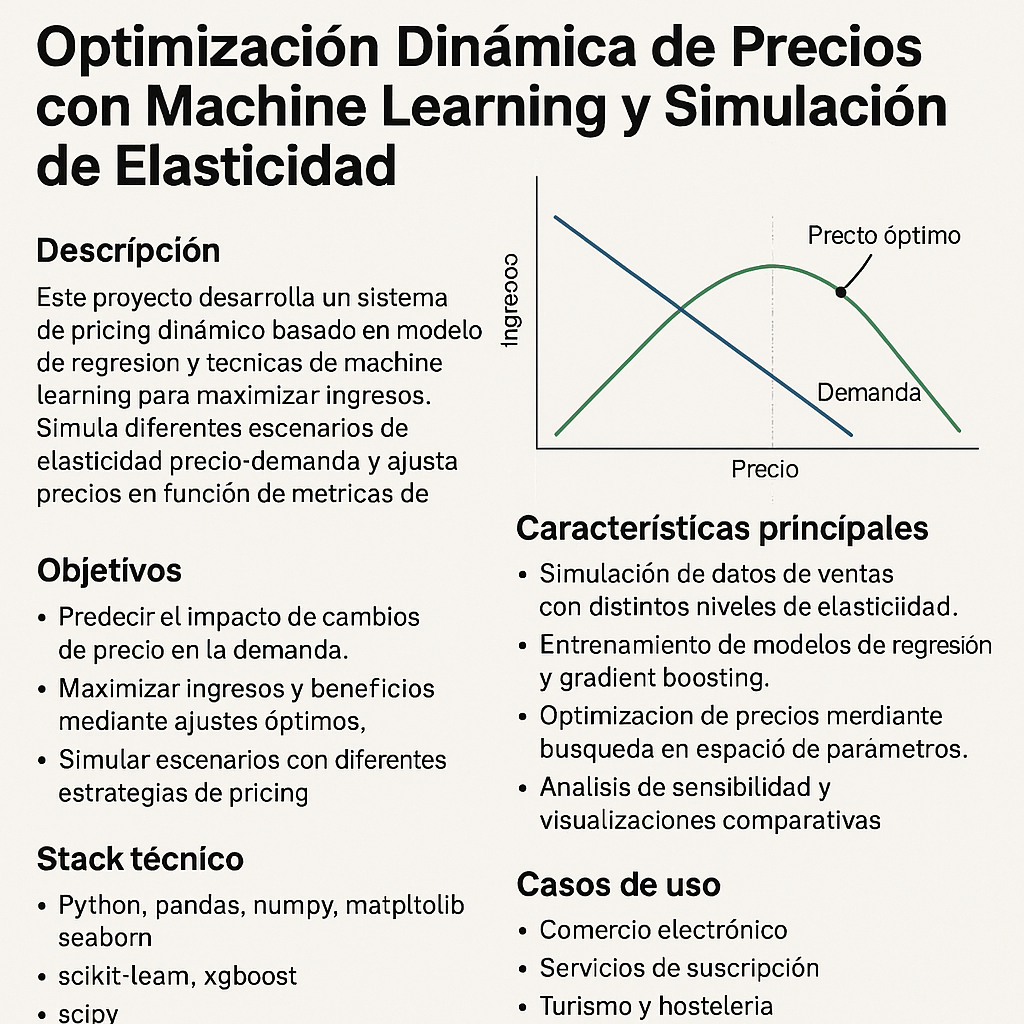 Optimización Dinámica de Precios
con Machine Learning y Simulación
de Elasticidad
Descrípción
Este proyecto desarrolla un sistema
de pricing dinámico basado en modelo
de regresion y tecnicas de machine
learning para maximizar ingresos.
Simula diferentes escenarios de
elasticidad precio-demanda y ajusta
precios en función de metricas de
Objetívos
• Predecir el impacto de cambios
de precio en la demanda.
• Maximizar ingresos y beneficios
mediante ajustes óptimos,
• Simular escenarios con diferentes
estrategias de pricing
Stack técníco
• Python, pandas, numpy, matpltolib
seaborn
• scikit-leam, xgboost
• scipy
Precto óptimo
Demanda
Precio
Características princípales
• Simulación de datos de ventas
con distintos niveles de elasticiidad.
• Entrenamiento de modelos de regresión
y gradient boosting.
• Optimizacion de precios merdiante
busqueda en espació de parámetros.
• Analisis de sensibilidad y
visualizaciones comparativas
Casos de uso
• Comercio electrónico
• Servicios de suscripción
• Turismo y hosteleria